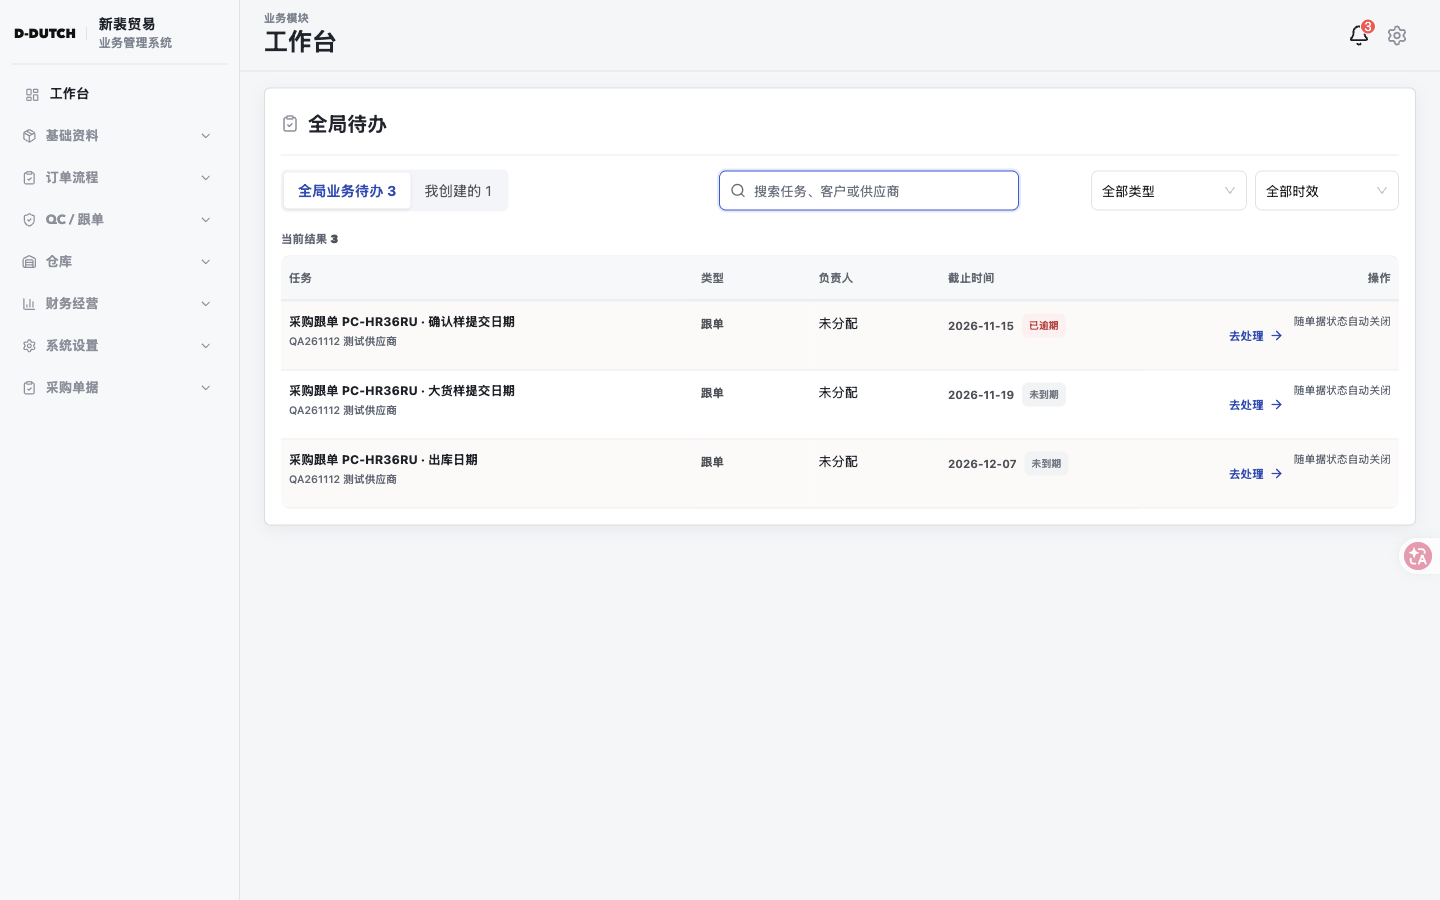 D-DUTCH
新裴贸易
业务管理系统
工作台
基础资料
订单流程
QC / 跟单
仓库
财务经营
系统设置
采购单据
业务模块
工作台
3
全局待办
全局业务待办 3
我创建的 1
搜索任务、客户或供应商
全部类型
全部时效
当前结果 3
任务 类型 负责人 截止时间 操作
采购跟单 PC-HR36RU · 确认样提交日期 跟单 未分配 2026-11-15 已逾期 去处理 → 随单据状态自动关闭
QA261112 测试供应商
采购跟单 PC-HR36RU · 大货样提交日期 跟单 未分配 2026-11-19 未到期 去处理 → 随单据状态自动关闭
QA261112 测试供应商
采购跟单 PC-HR36RU · 出库日期 跟单 未分配 2026-12-07 未到期 去处理 → 随单据状态自动关闭
QA261112 测试供应商